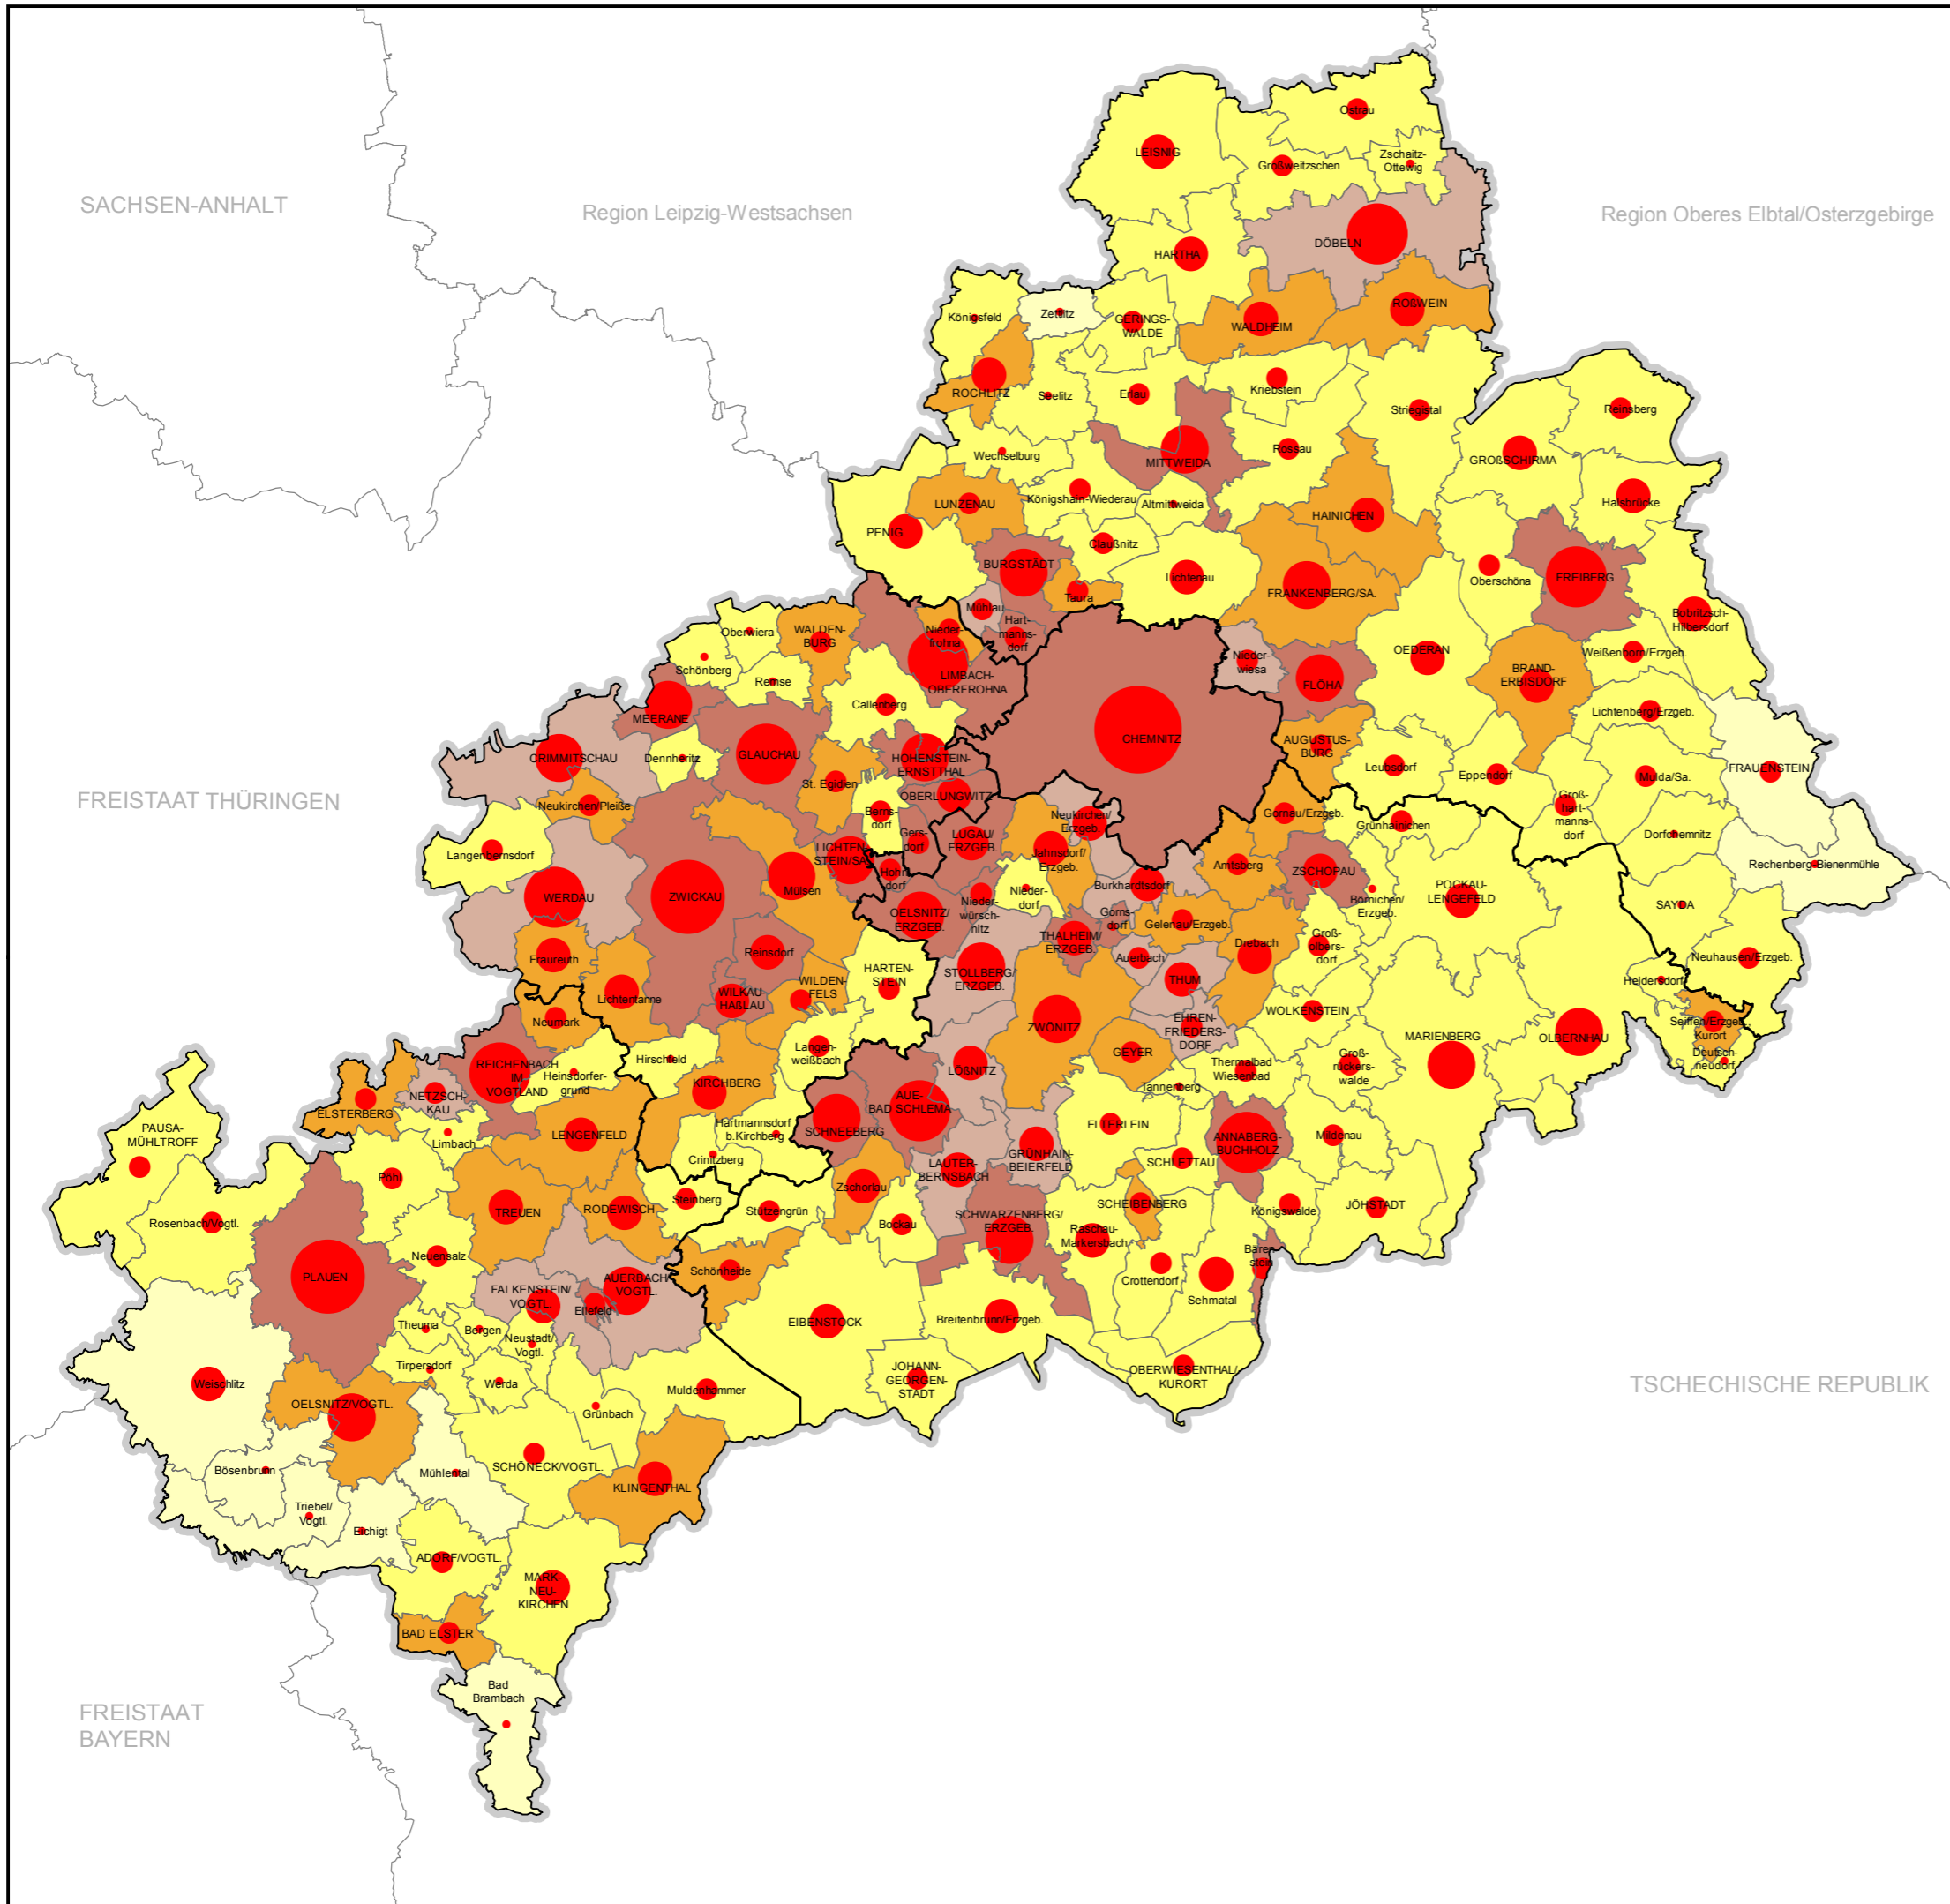 SACHSEN-ANHALT
Region Leipzig-Westsachsen
Region Oberes Elbtal/Osterzgebirge
FREISTAAT THÜRINGEN
TSCHECHISCHE REPUBLIK
FREISTAAT
BAYERN
Ostrau
LEISNIG
Großweitzschen
Zschaitz-
Ottewig
DÖBELN
HARTHA
Königsfeld
Zettlitz
GERINGS-
WALDE
WALDHEIM
ROßWEIN
ROCHLITZ
Seelitz
Erlau
Kriebstein
Striegistal
Reinsberg
Wechselburg
MITTWEIDA
Rossau
GROßSCHIRMA
Halsbrücke
PENIG
LUNZENAU
Königshain-Wiederau
Altmittweida
HAINICHEN
Claußnitz
BURGSTÄDT
Taura
Lichtenau
FRANKENBERG/SA.
Oberschöna
FREIBERG
Mühlau
Hart-
manns-
dorf
Bobritzsch-
Hilbersdorf
Oberwiera
WALDEN-
BURG
Nieder-
frohna
Schönberg
Remse
LIMBACH-
OBERFROHNA
Nieder-
wiesa
FLÖHA
OEDERAN
BRAND-
ERBISDORF
Weißenborn/Erzgeb.
MEERANE
Callenberg
CHEMNITZ
Lichtenberg/Erzgeb.
CRIMMITSCHAU
Dennheritz
GLAUCHAU
HOHENSTEIN-
ERNSTTHAL
AUGUSTUS-
BURG
Leubsdorf
Eppendorf
Mulda/Sa.
FRAUENSTEIN
Neukirchen/Pleiße
St. Egidien
OBERLUNGWITZ
Berns-
dorf
Neukirchen/
Erzgeb.
Gornau/Erzgeb.
Grünhainichen
Groß-
hart-
manns-
dorf
Dorfchemnitz
Rechenberg-Bienenmühle
Langenbernsdorf
LICHTEN-
STEIN/SA.
Gers-
dorf
LUGAU/
ERZGEB.
Jahnsdorf/
Erzgeb.
Amtsberg
ZSCHOPAU
WERDAU
ZWICKAU
Mülsen
Hohn-
dorf
Nieder-
würsch-
nitz
Nieder-
dorf
Burkhardtsdorf
Börnichen/
Erzgeb.
POCKAU-
LENGEFELD
SAYDA
OELSNITZ/
ERZGEB.
Gorns-
dorf
Gelenau/Erzgeb.
THALHEIM/
ERZGEB.
Auerbach
Drebach
Groß-
olbers-
dorf
Fraureuth
Reinsdorf
HARTEN-
STEIN
STOLLBERG/
ERZGEB.
THUM
Neuhausen/Erzgeb.
Heidersdorf
Lichtentanne
WILKAU-
HAßLAU
WILDEN-
FELS
ZWÖNITZ
EHREN-
FRIEDERS-
DORF
WOLKENSTEIN
MARIENBERG
OLBERNHAU
Seiffen/Erzgeb.
Kurort
Deutsch-
neudorf
Neumark
Langen-
weißbach
GEYER
REICHENBACH
IM
VOGTLAND
Heinsdorfer-
grund
Hirschfeld
LÖßNITZ
Thermalbad
Wiesenbad
Groß-
rückers-
walde
Tannenberg
KIRCHBERG
ELSTERBERG
NETZSCH-
KAU
AUE-
BAD SCHLEMA
SCHNEEBERG
ELTERLEIN
PAUSA-
MÜHLTROFF
Limbach
LENGENFELD
Hartmannsdorf
b.Kirchberg
Crinitzberg
GRÜNHAIN-
BEIERFELD
SCHLETTAU
ANNABERG-
BUCHHOLZ
Mildenau
Pöhl
LAUTER-
BERNSBACH
Zschorlau
Steinberg
Stützengrün
Rosenbach/Vogtl.
TREUEN
RODEWISCH
Bockau
SCHWARZENBERG/
ERZGEB.
SCHEIBENBERG
Königswalde
JÖHSTADT
Raschau-
Markersbach
Neuensalz
Schönheide
Crottendorf
Sehmatal
Bären-
stein
PLAUEN
FALKENSTEIN/
VOGTL.
Ellefeld
AUERBACH/
VOGTL.
EIBENSTOCK
Breitenbrunn/Erzgeb.
Theuma
Bergen
Neustadt/
Vogtl.
Tirpersdorf
Werda
JOHANN-
GEORGEN-
STADT
OBERWIESENTHAL/
KURORT
Weischlitz
OELSNITZ/VOGTL.
Grünbach
Muldenhammer
Bösenbrunn
Mühlental
SCHÖNECK/VOGTL.
KLINGENTHAL
Triebel/
Vogtl.
Eichigt
ADORF/VOGTL.
MARK-
NEU-
KIRCHEN
BAD ELSTER
Bad
Brambach